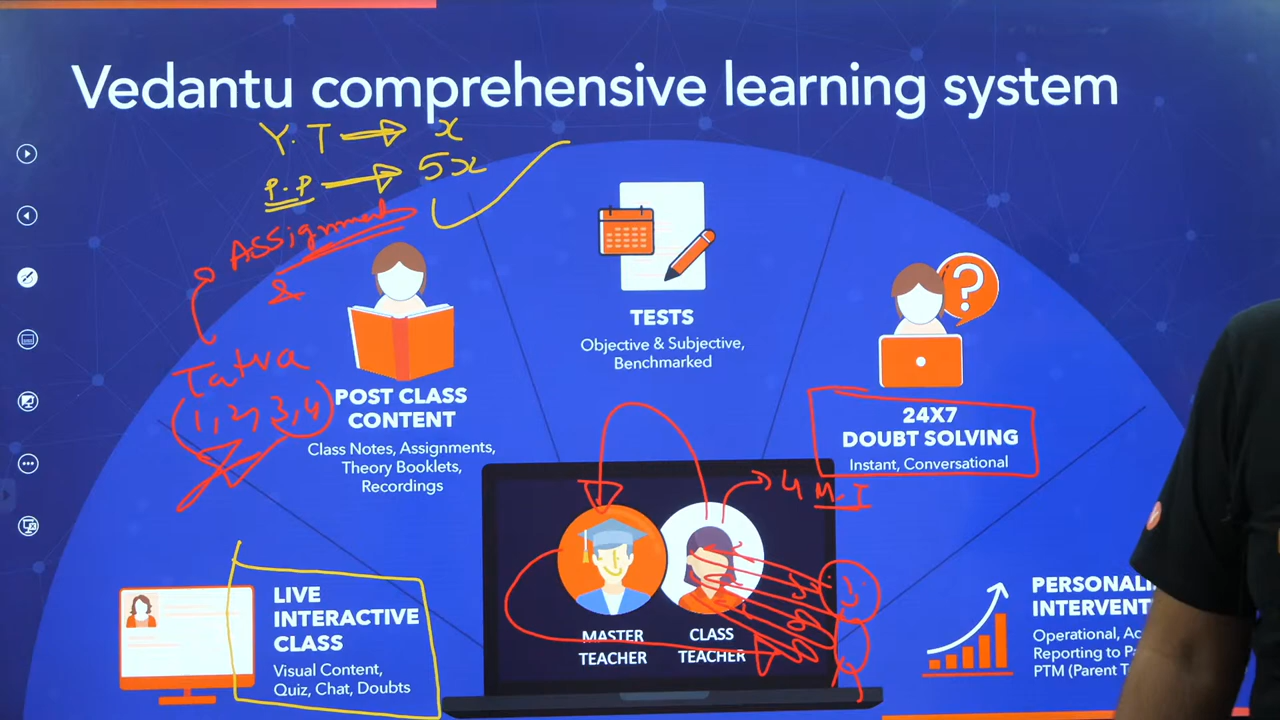 Vedantu comprehensive learning system
Y. T → x
P.P → 5x
Assignment
&
Tatva
(1, 2, 3, 4)
POST CLASS
CONTENT
Class Notes, Assignments,
Theory Booklets,
Recordings
TESTS
Objective & Subjective,
Benchmarked
24X7
DOUBT SOLVING
Instant, Conversational
4 M.I
LIVE
INTERACTIVE
CLASS
Visual Content,
Quiz, Chat, Doubts
MASTER
TEACHER
CLASS
TEACHER
PERSONALI
INTERVENT
Operational, Ac
Reporting to Pa
PTM (Parent T